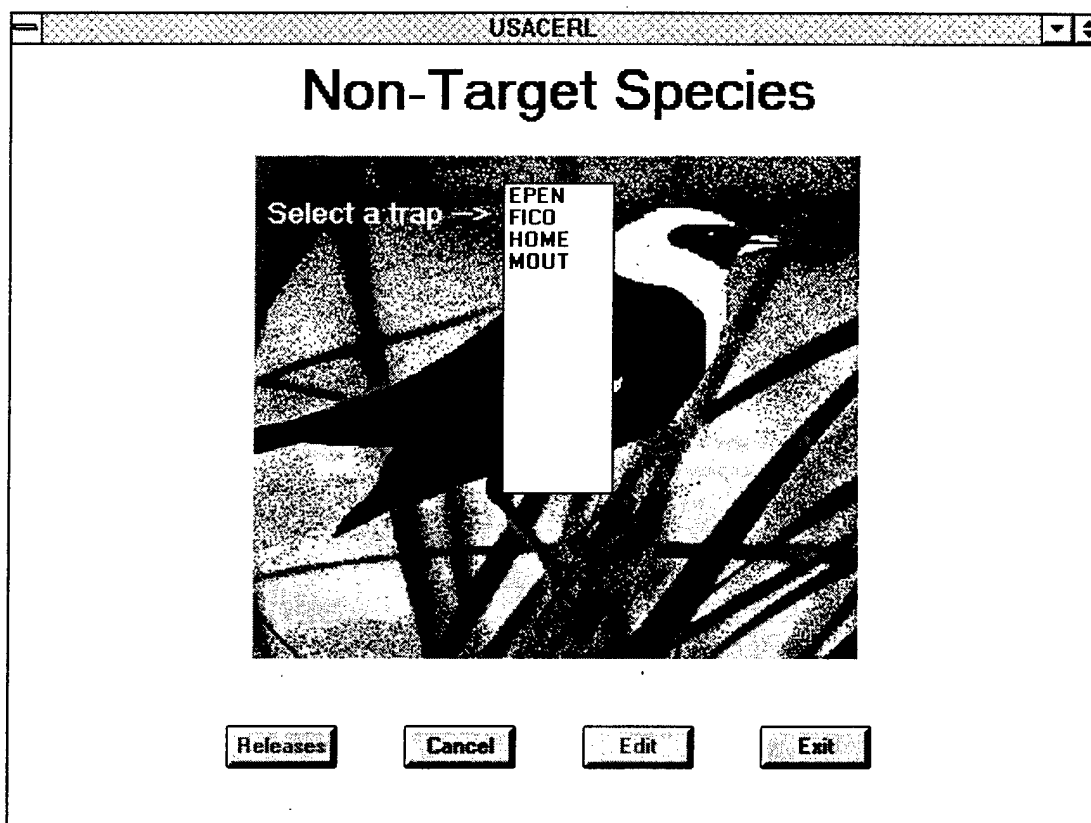 USACERL
Non-Target Species
Select a trap -->
EPEN
FICO
HOME
MOUT
Releases Cancel Edit Exit